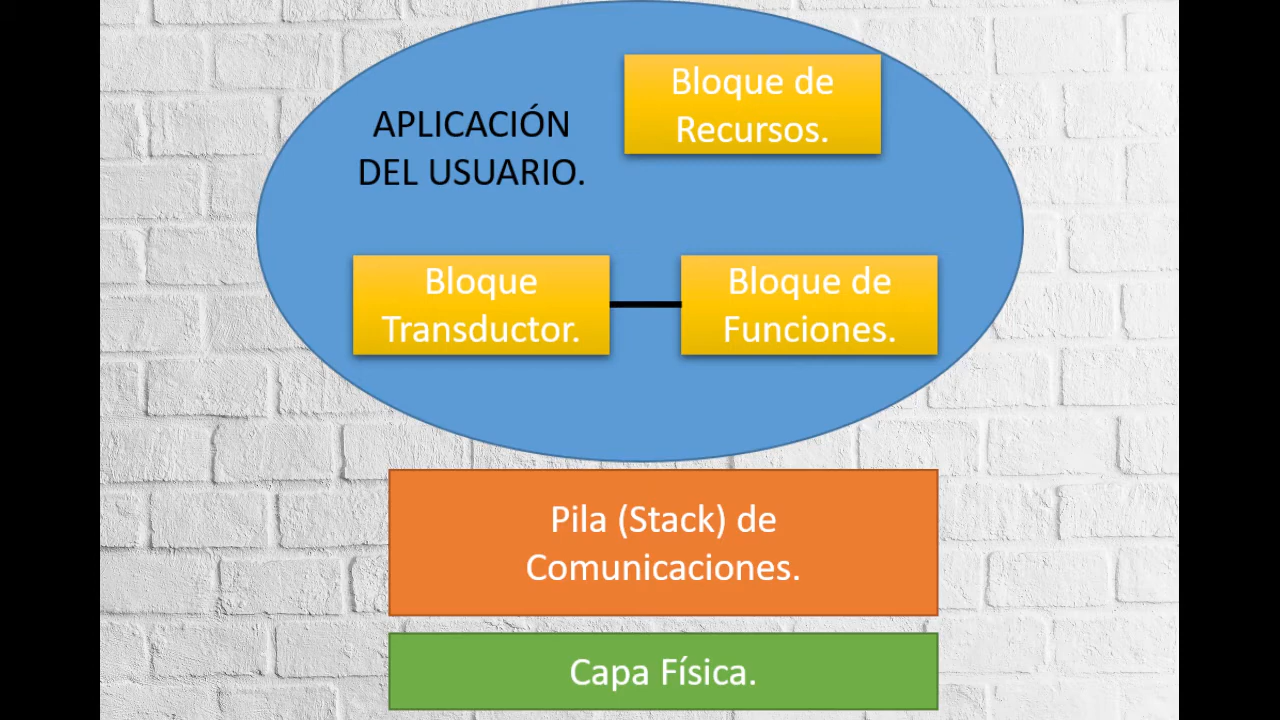 Bloque de
Recursos.
APLICACIÓN
DEL USUARIO.
Bloque
Transductor.
Bloque de
Funciones.
Pila (Stack) de
Comunicaciones.
Capa Física.